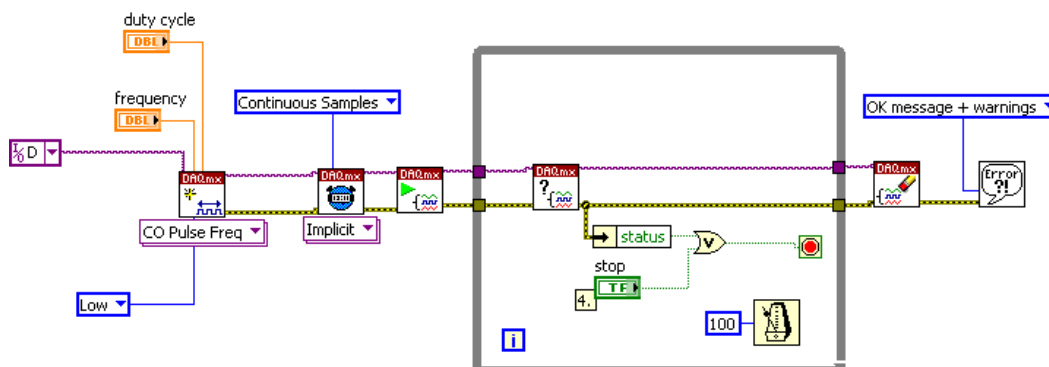 duty cycle
DBL
frequency
DBL
Continuous Samples
OK message + warnings
I/O D
DAQmx
DAQmx
DAQmx
DAQmx
DAQmx
?
Error
?!
CO Pulse Freq
Implicit
status
V
stop
TF
4.
Low
100
i